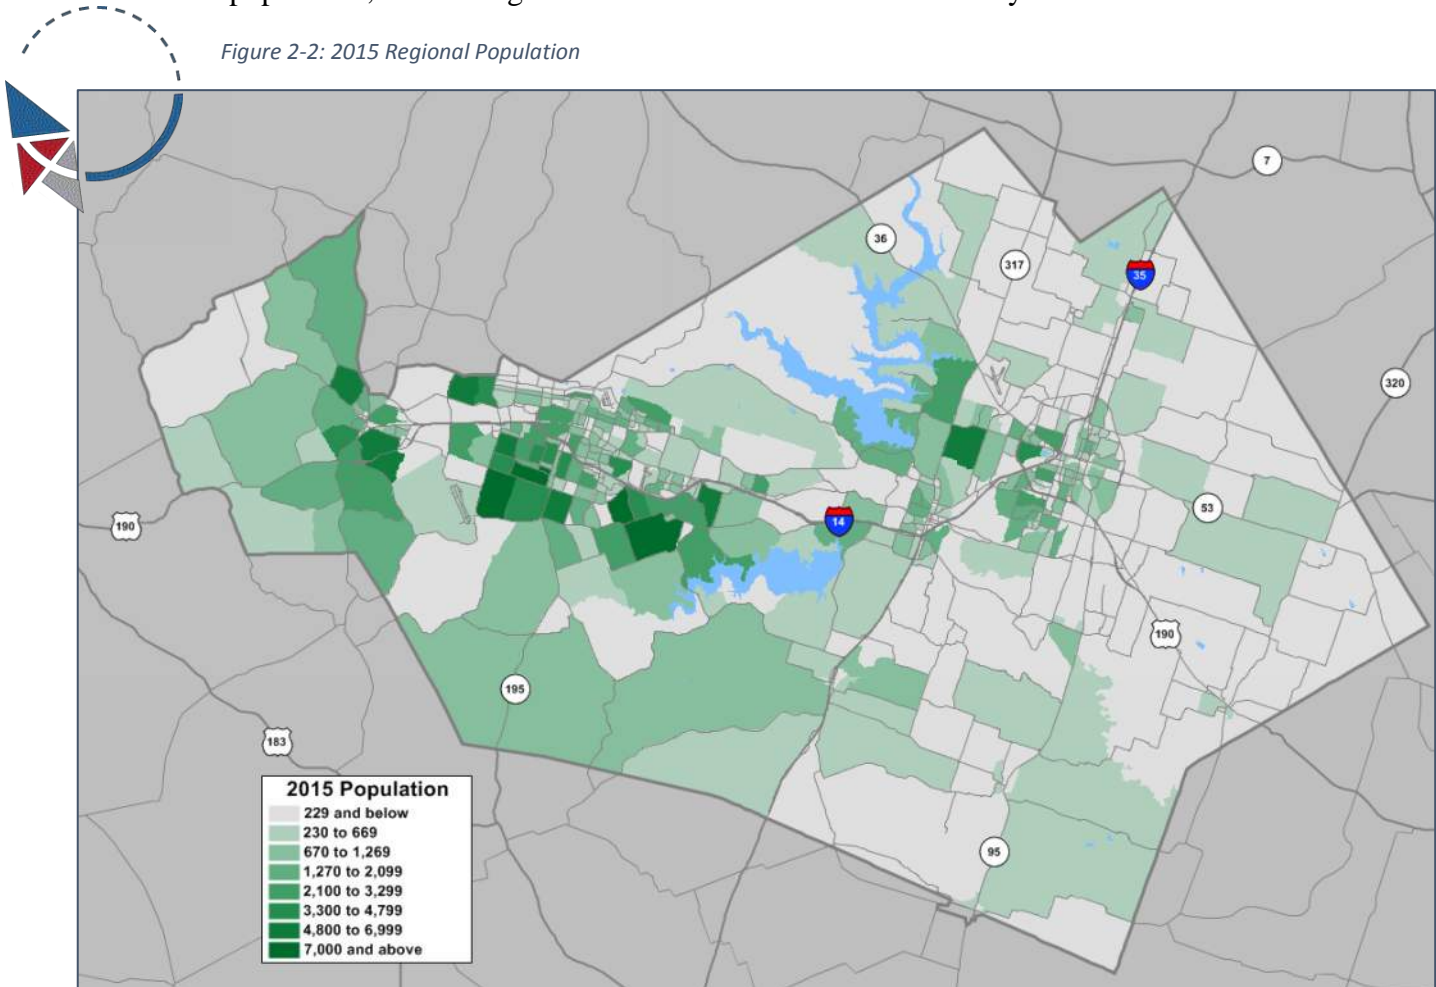 Figure 2-2: 2015 Regional Population
7
36
317
35
320
190
53
14
190
195
183
95
2015 Population
229 and below
230 to 669
670 to 1,269
1,270 to 2,099
2,100 to 3,299
3,300 to 4,799
4,800 to 6,999
7,000 and above